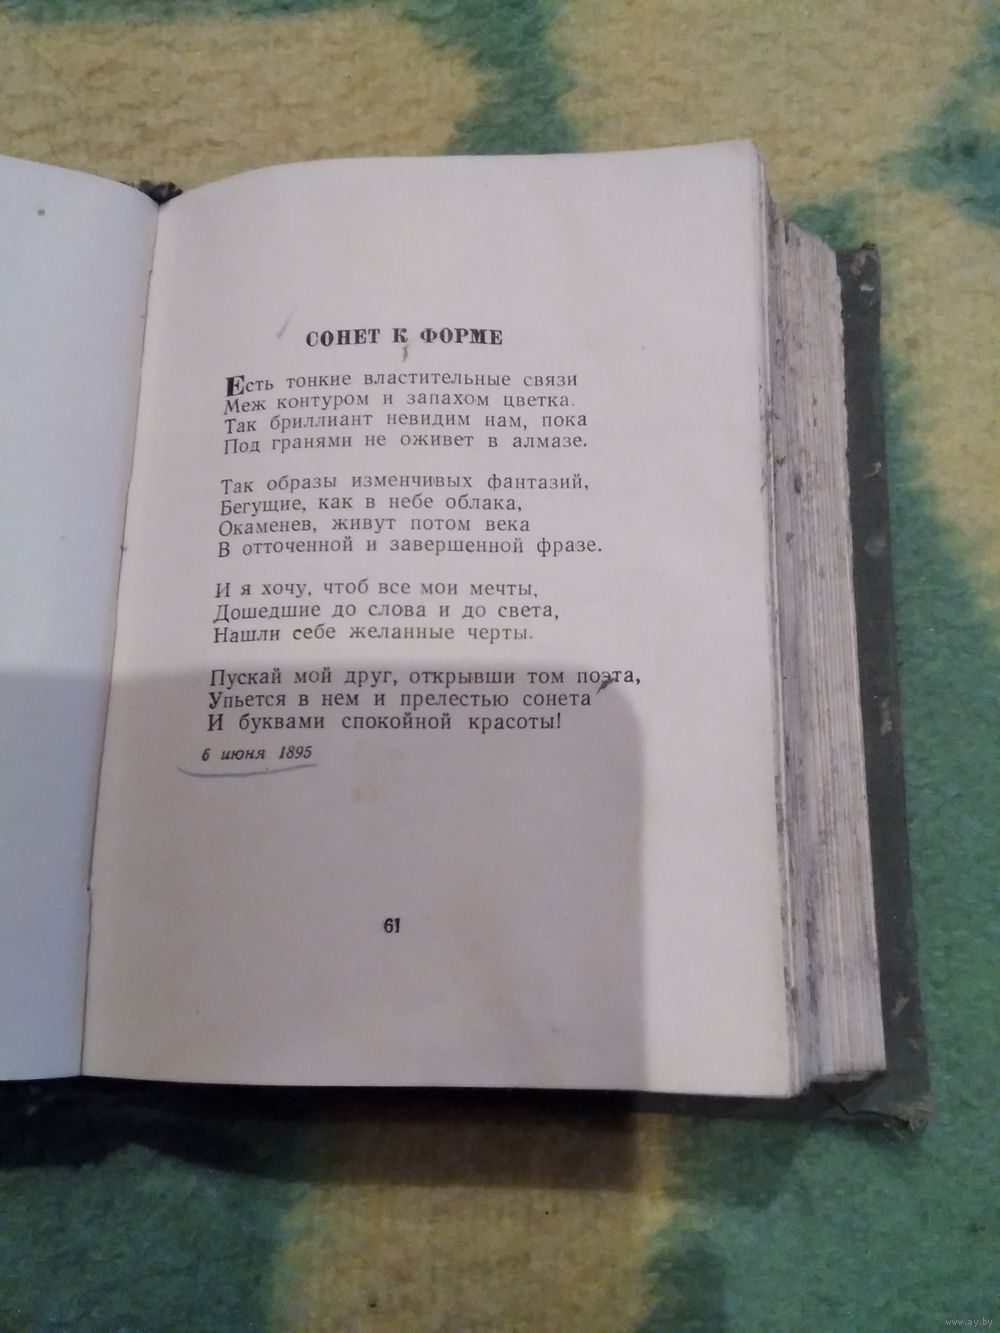 СОНЕТ К ФОРМЕ
Есть тонкие властительные связи
Меж контуром и запахом цветка.
Так бриллиант невидим нам, пока
Под гранями не оживет в алмазе.
Так образы изменчивых фантазий,
Бегущие, как в небе облака,
Окаменев, живут потом века
В отточенной и завершенной фразе.
И я хочу, чтоб все мои мечты,
Дошедшие до слова и до света,
Нашли себе желанные черты.
Пускай мой друг, открывши том поэта,
Упьется в нем и прелестью сонета
И буквами спокойной красоты!
6 июня 1895
61
www.ay.by